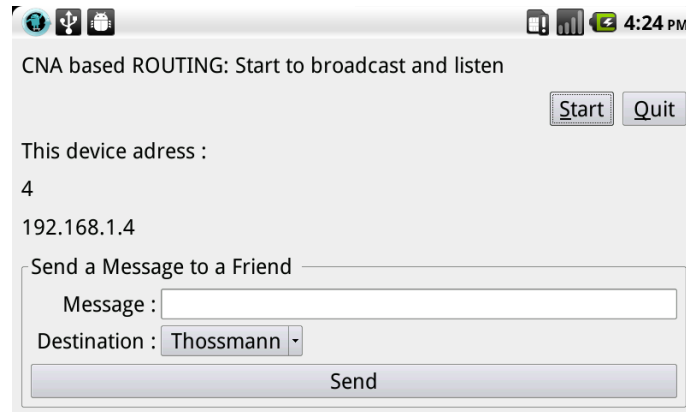 4:24 PM
CNA based ROUTING: Start to broadcast and listen
Start Quit
This device adress :
4
192.168.1.4
Send a Message to a Friend
Message :
Destination : Thossmann
Send